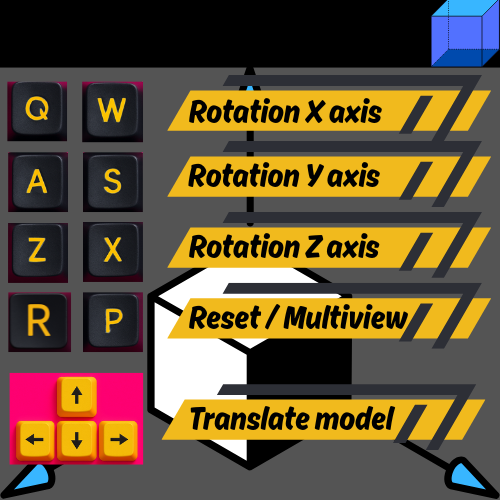 Q W Rotation X axis
A S Rotation Y axis
Z X Rotation Z axis
R P Reset / Multiview
↑
← ↓ → Translate model